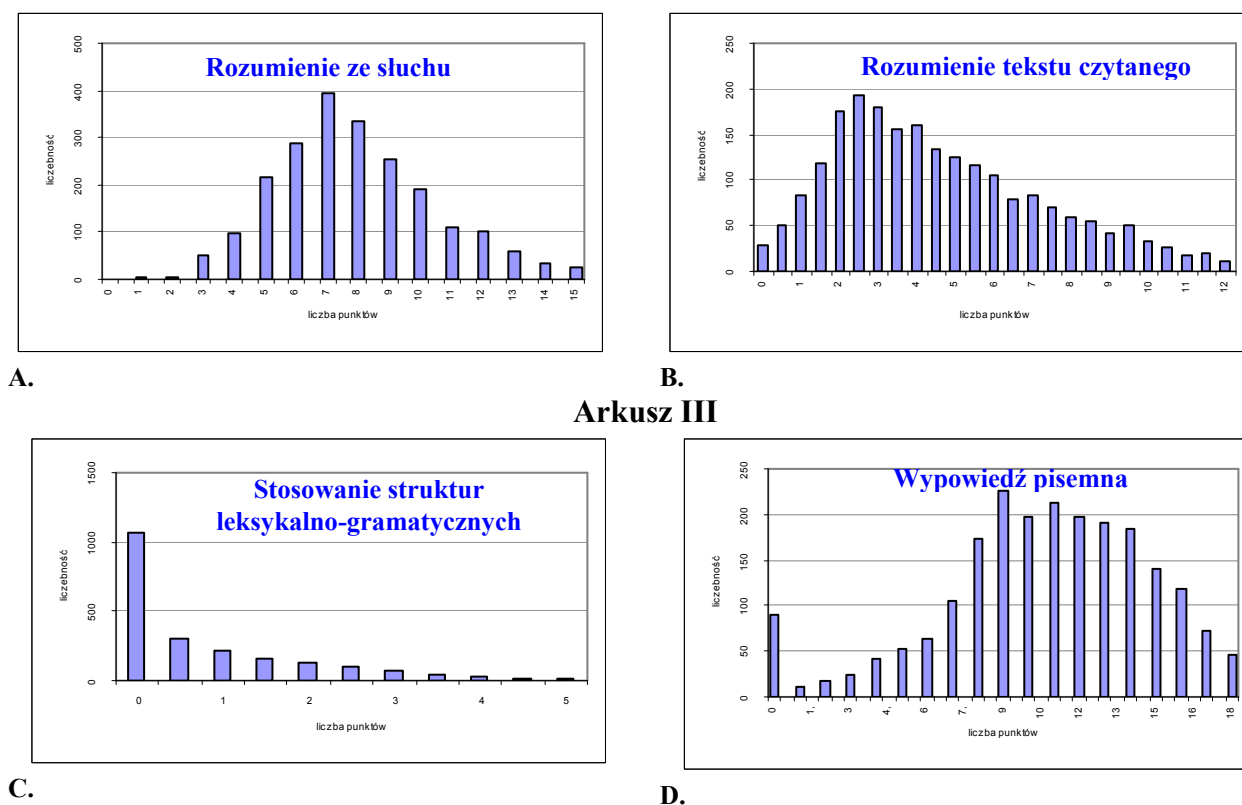 Rozumienie ze słuchu
liczebność
500
400
300
200
100
0
0 1 2 3 4 5 6 7 8 9 10 11 12 13 14 15
liczba punktów
A.
Rozumienie tekstu czytanego
liczebność
250
200
150
100
50
0
0 1 2 3 4 5 6 7 8 9 10 11 12
liczba punktów
B.
Arkusz III
Stosowanie struktur
leksykalno-gramatycznych
liczebność
1500
1000
500
0
0 1 2 3 4 5
liczba punktów
C.
Wypowiedź pisemna
liczebność
250
200
150
100
50
0
0 1, 3 4, 6 7, 9 10 12 13 15 16 18
liczba punktów
D.